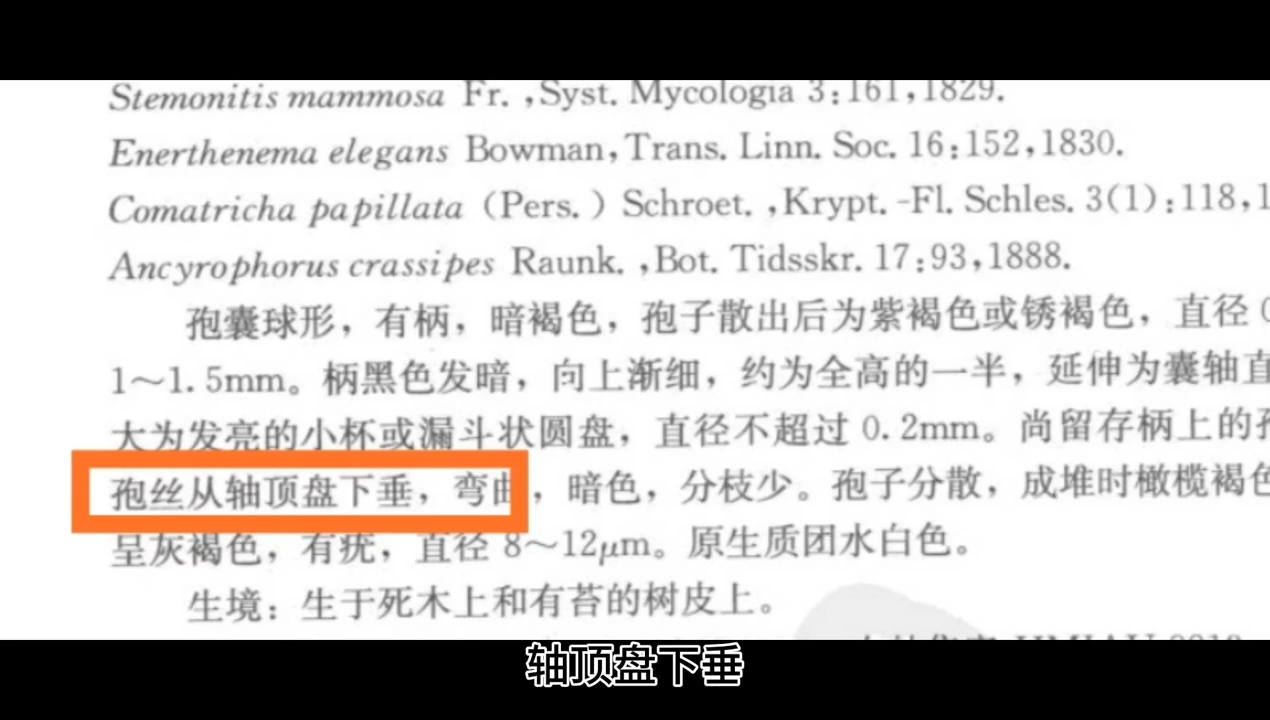 Stemonitis mammosa Fr. ,Syst. Mycologia 3:161,1829.
Enerthenema elegans Bowman,Trans. Linn. Soc. 16:152,1830.
Comatricha papillata (Pers. ) Schroet. ,Krypt. -Fl. Schles. 3(1):118,1
Ancyrophorus crassipes Raunk. ,Bot. Tidsskr. 17:93,1888.
孢囊球形，有柄，暗褐色，孢子散出后为紫褐色或锈褐色，直径 0
1～1. 5mm。柄黑色发暗，向上渐细，约为全高的一半，延伸为囊轴直
大为发亮的小杯或漏斗状圆盘，直径不超过 0. 2mm。尚留存柄上的孢
孢丝从轴顶盘下垂，弯曲，暗色，分枝少。孢子分散，成堆时橄榄褐色
呈灰褐色，有疣，直径 8～12μm。原生质团水白色。
生境：生于死木上和有苔的树皮上。
轴顶盘下垂